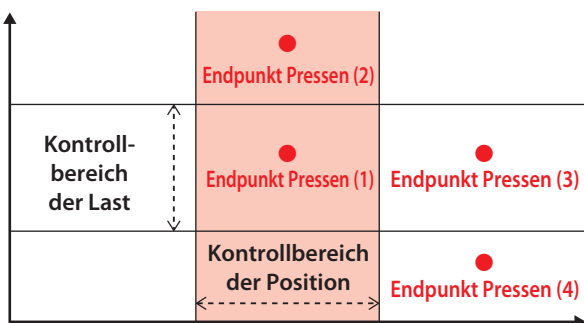 Endpunkt Pressen (2)
Kontroll-
bereich
der Last
Endpunkt Pressen (1)
Endpunkt Pressen (3)
Kontrollbereich
der Position
Endpunkt Pressen (4)